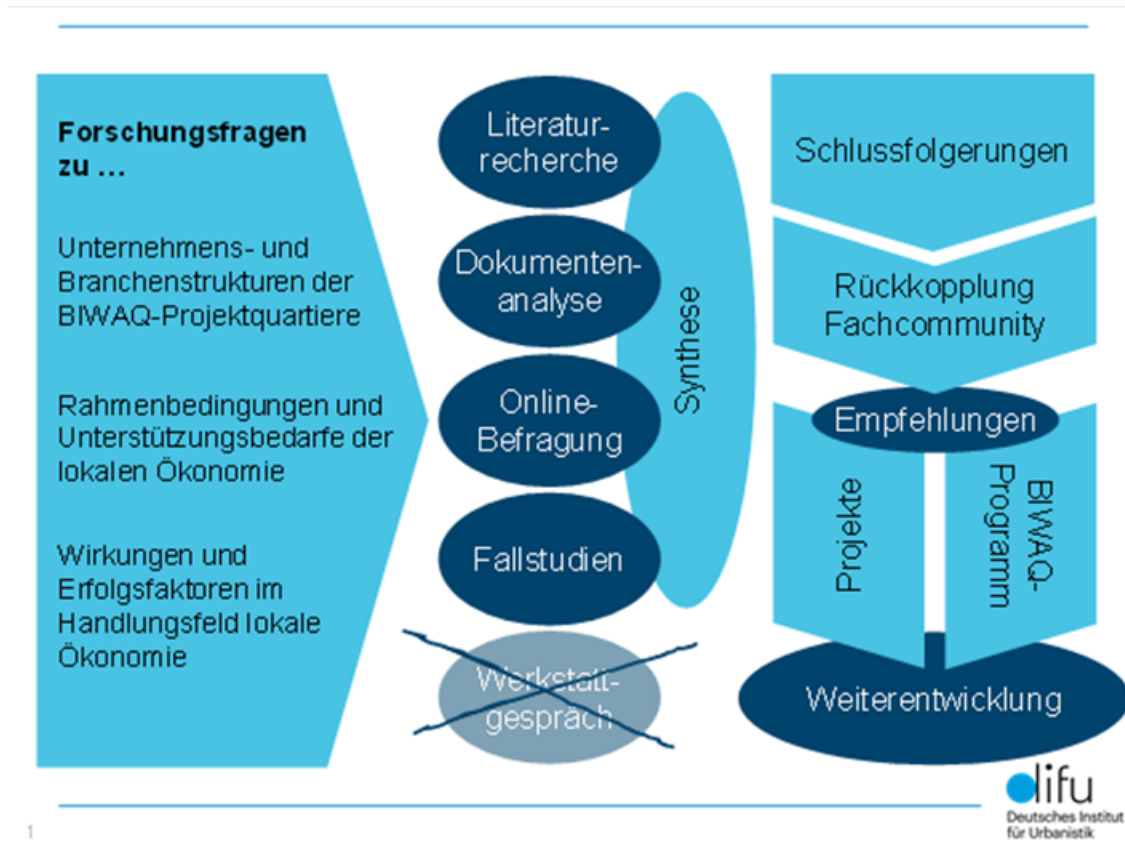 Forschungsfragen
zu ...
Unternehmens- und
Branchenstrukturen der
BIWAQ-Projektquartiere
Rahmenbedingungen und
Unterstützungsbedarfe der
lokalen Ökonomie
Wirkungen und
Erfolgsfaktoren im
Handlungsfeld lokale
Ökonomie
Literatur-
recherche
Dokumenten-
analyse
Online-
Befragung
Fallstudien
Werkstatt-
gespräch
Synthese
Schlussfolgerungen
Rückkopplung
Fachcommunity
Empfehlungen
Projekte
BIWAQ-
Programm
Weiterentwicklung
difu
Deutsches Institut
für Urbanistik
1